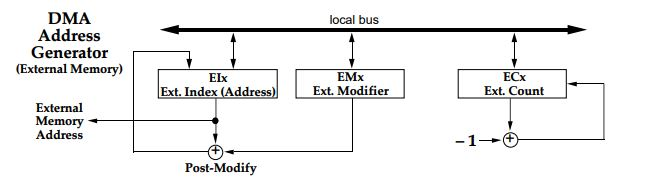 DMA
Address
Generator
(External Memory)
local bus
EIx
Ext. Index (Address)
EMx
Ext. Modifier
ECx
Ext. Count
External
Memory
Address
– 1
+
+
Post-Modify